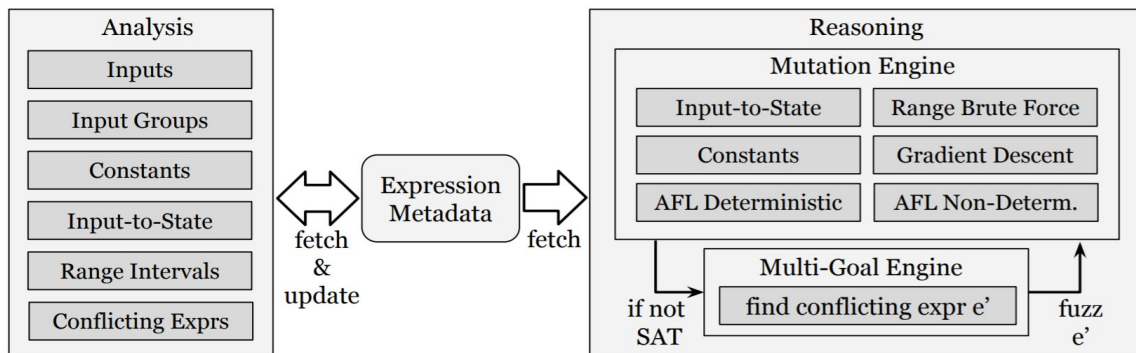 Analysis
Inputs
Input Groups
Constants
Input-to-State
Range Intervals
Conflicting Exprs
fetch
&
update
Expression
Metadata
fetch
Reasoning
Mutation Engine
Input-to-State
Range Brute Force
Constants
Gradient Descent
AFL Deterministic
AFL Non-Determ.
if not
SAT
Multi-Goal Engine
find conflicting expr e’
fuzz
e’